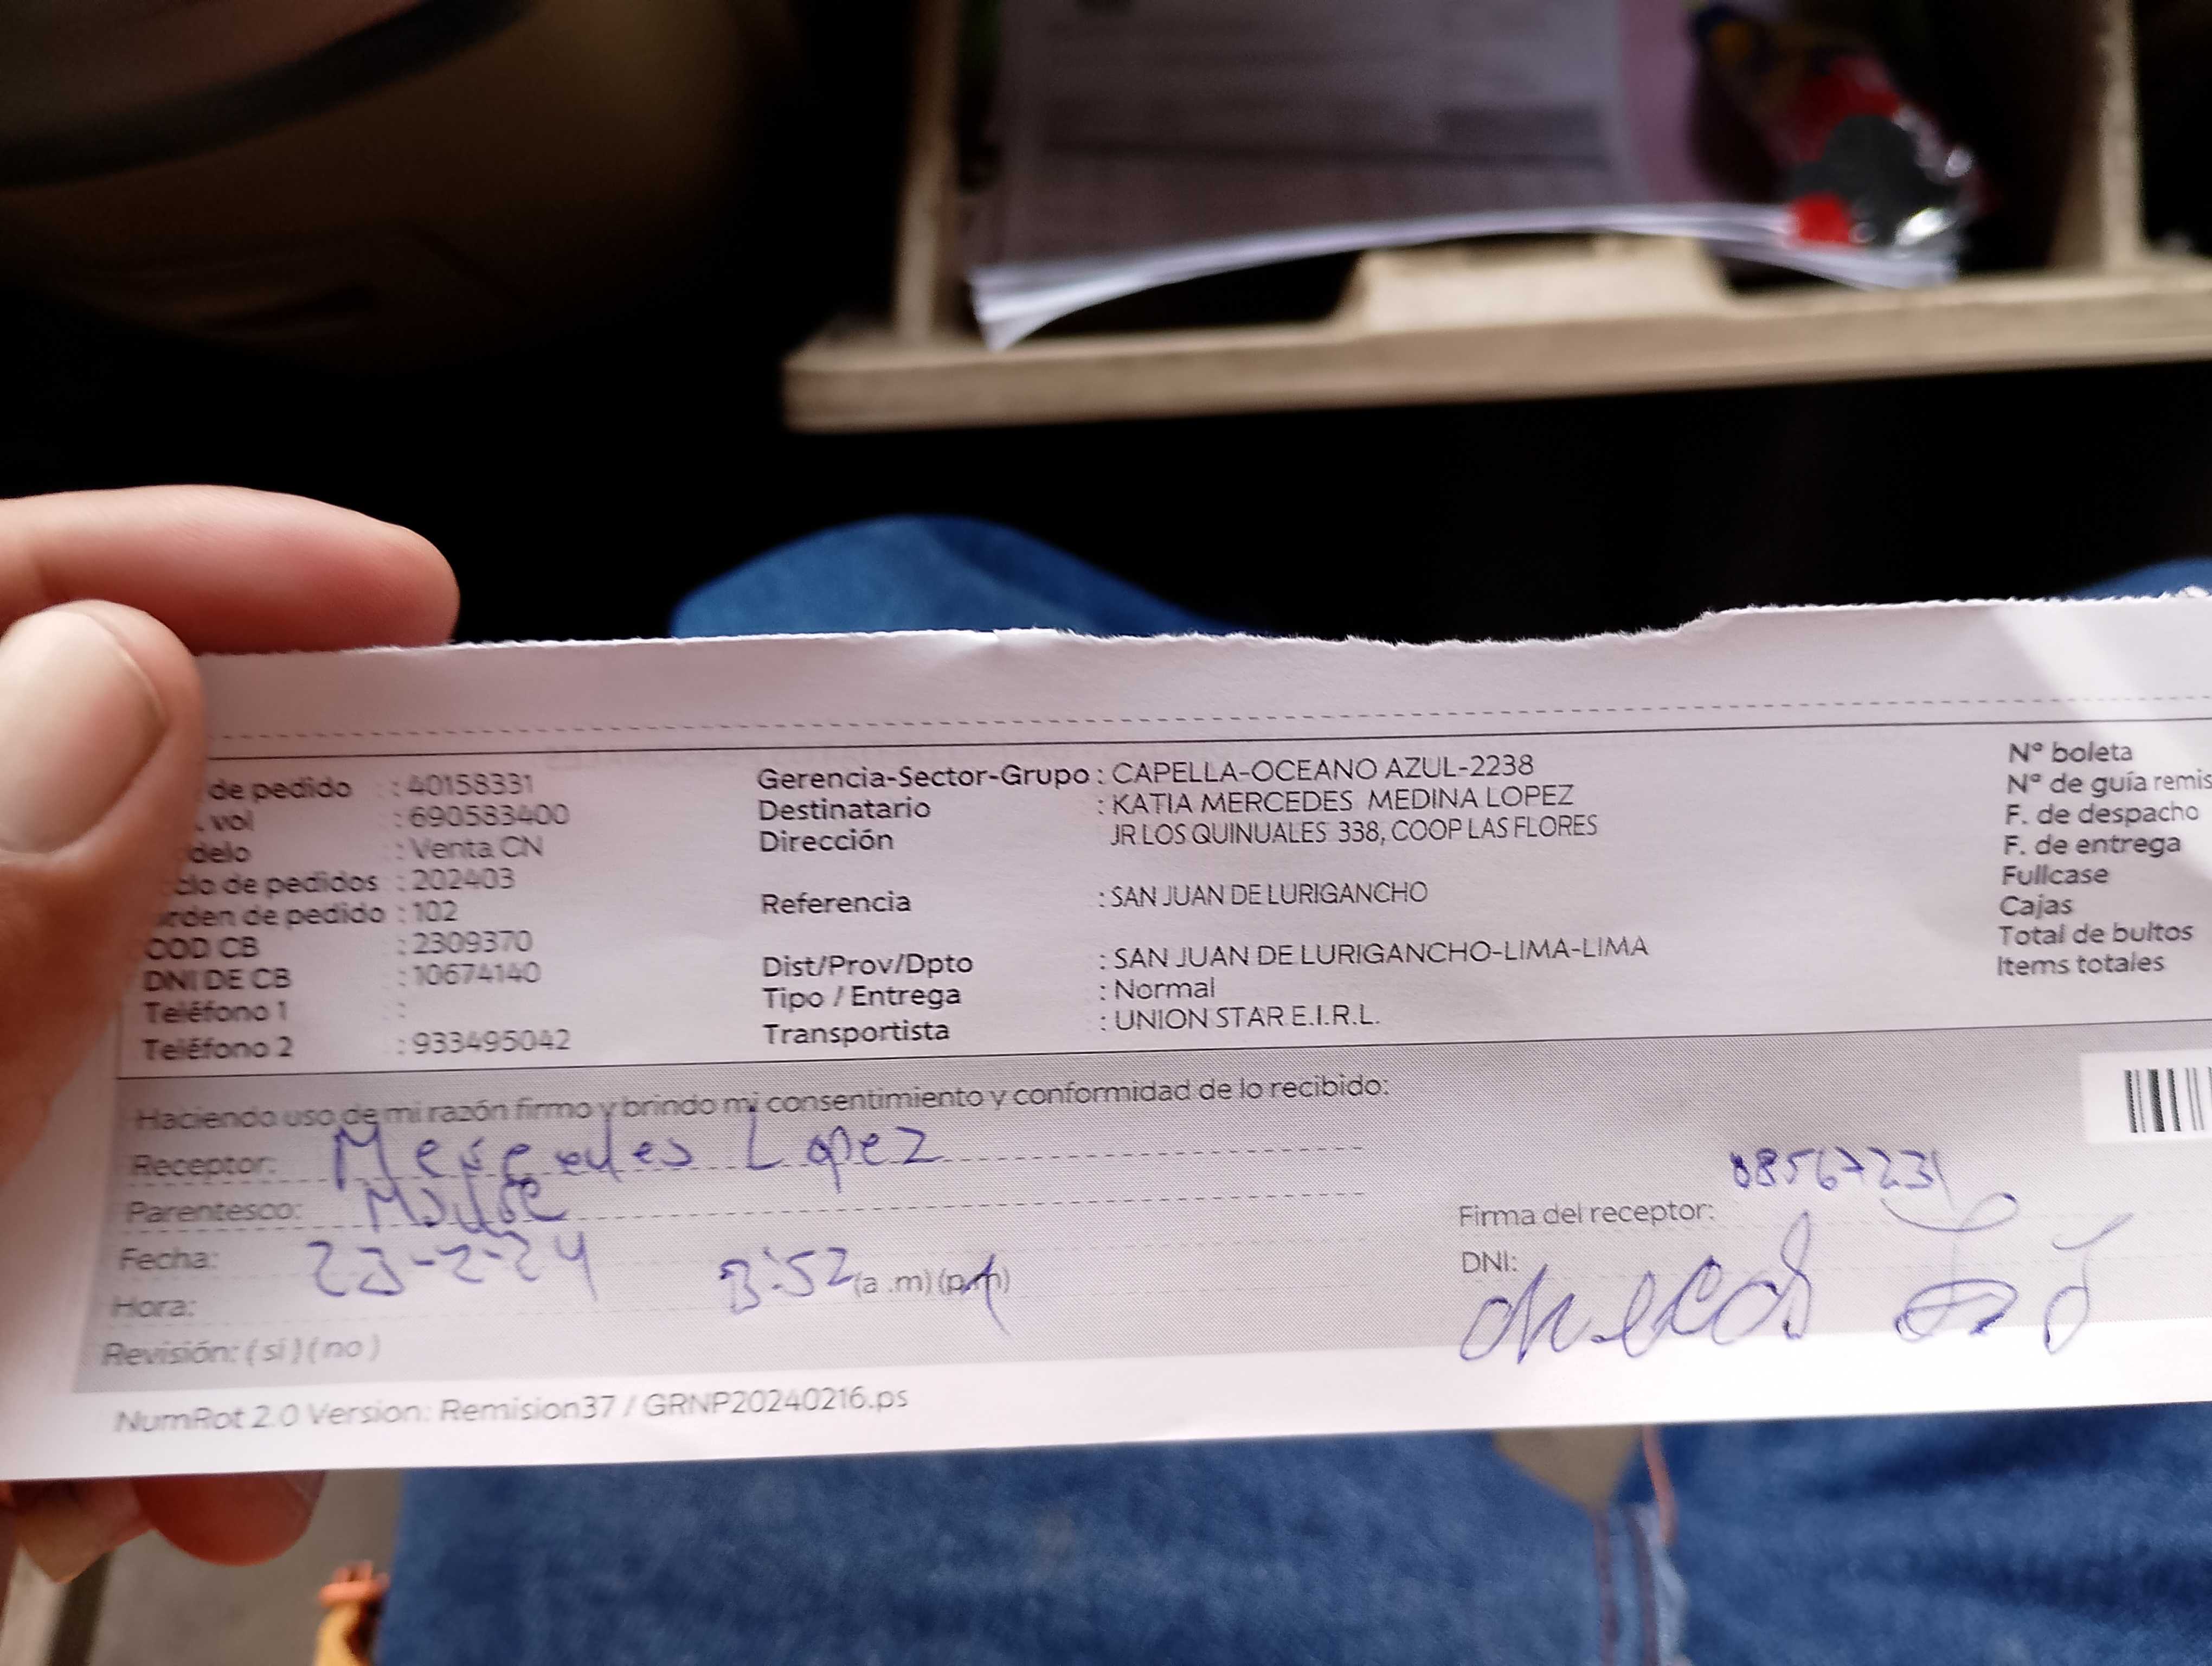 de pedido : 40158331
vol : 690583400
delo : Venta CN
clo de pedidos : 202403
orden de pedido : 102
COD CB : 2309370
DNI DE CB : 10674140
Teléfono 1 :
Teléfono 2 : 933495042
Gerencia-Sector-Grupo : CAPELLA-OCEANO AZUL-2238
Destinatario : KATIA MERCEDES MEDINA LOPEZ
Dirección JR LOS QUINUALES 338, COOP LAS FLORES
Referencia : SAN JUAN DE LURIGANCHO
Dist/Prov/Dpto : SAN JUAN DE LURIGANCHO-LIMA-LIMA
Tipo / Entrega : Normal
Transportista : UNION STAR E.I.R.L.
Nº boleta
Nº de guía remis
F. de despacho
F. de entrega
Fullcase
Cajas
Total de bultos
Items totales
Haciendo uso de mi razón firmo y brindo mi consentimiento y conformidad de lo recibido:
Receptor: Mercedes Lopez
Parentesco: Madre
Fecha: 23-2-24
Hora: 3:52 (a.m) (p.m)
Revisión: ( si ) ( no )
08567231
Firma del receptor:
DNI:
NumRot 2.0 Version: Remision37 / GRNP20240216.ps